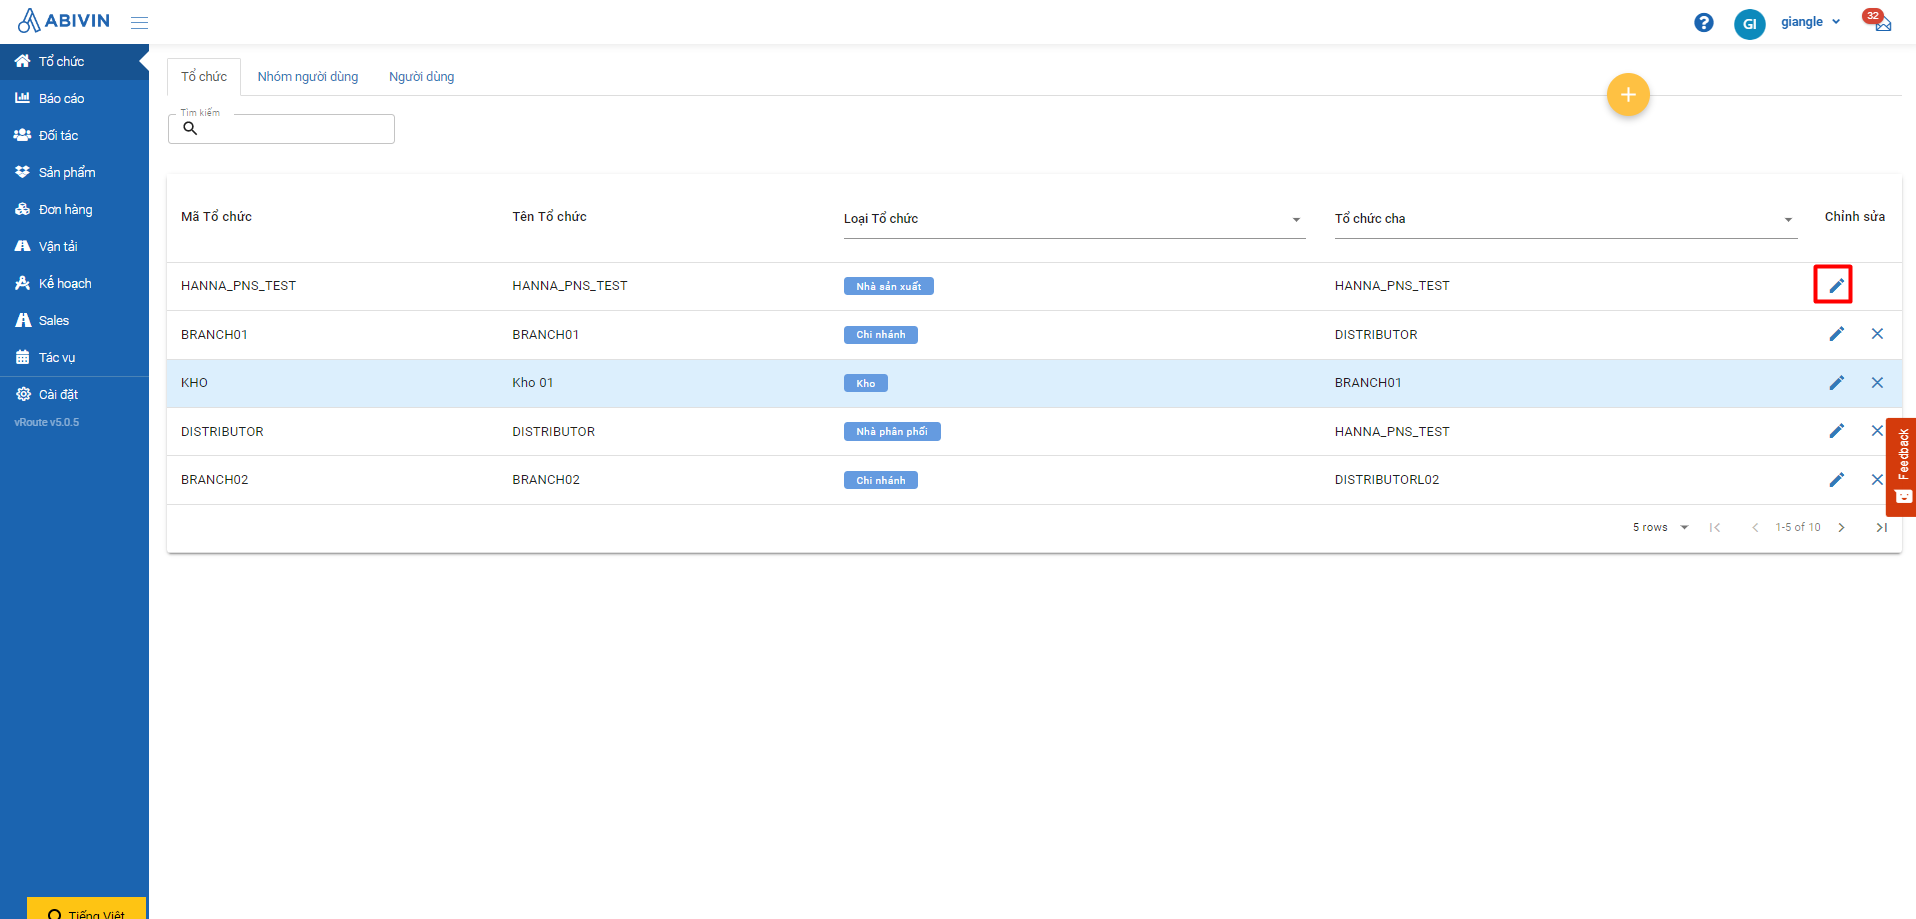 ABIVIN
GI
giangle
32
Tổ chức
Báo cáo
Đối tác
Sản phẩm
Đơn hàng
Vận tải
Kế hoạch
Sales
Tác vụ
Cài đặt
vRoute v5.0.5
Tiếng Việt
Tổ chức Nhóm người dùng Người dùng
Tìm kiếm
Mã Tổ chức Tên Tổ chức Loại Tổ chức Tổ chức cha Chỉnh sửa
HANNA_PNS_TEST HANNA_PNS_TEST Nhà sản xuất HANNA_PNS_TEST
BRANCH01 BRANCH01 Chi nhánh DISTRIBUTOR
KHO Kho 01 Kho BRANCH01
DISTRIBUTOR DISTRIBUTOR Nhà phân phối HANNA_PNS_TEST
BRANCH02 BRANCH02 Chi nhánh DISTRIBUTORL02
5 rows 1-5 of 10
Feedback